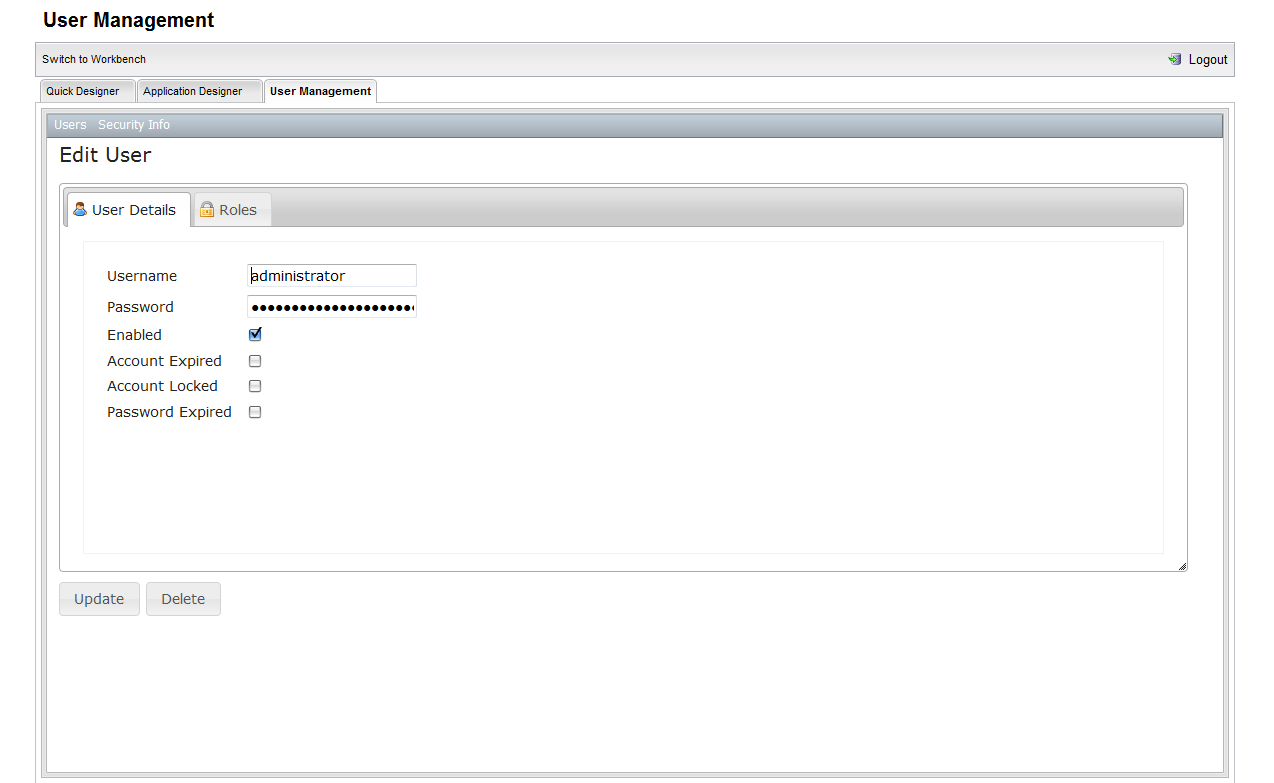 User Management
Switch to Workbench Logout
Quick Designer Application Designer User Management
Users Security Info
Edit User
User Details Roles
Username administrator
Password
Enabled
Account Expired
Account Locked
Password Expired
Update Delete